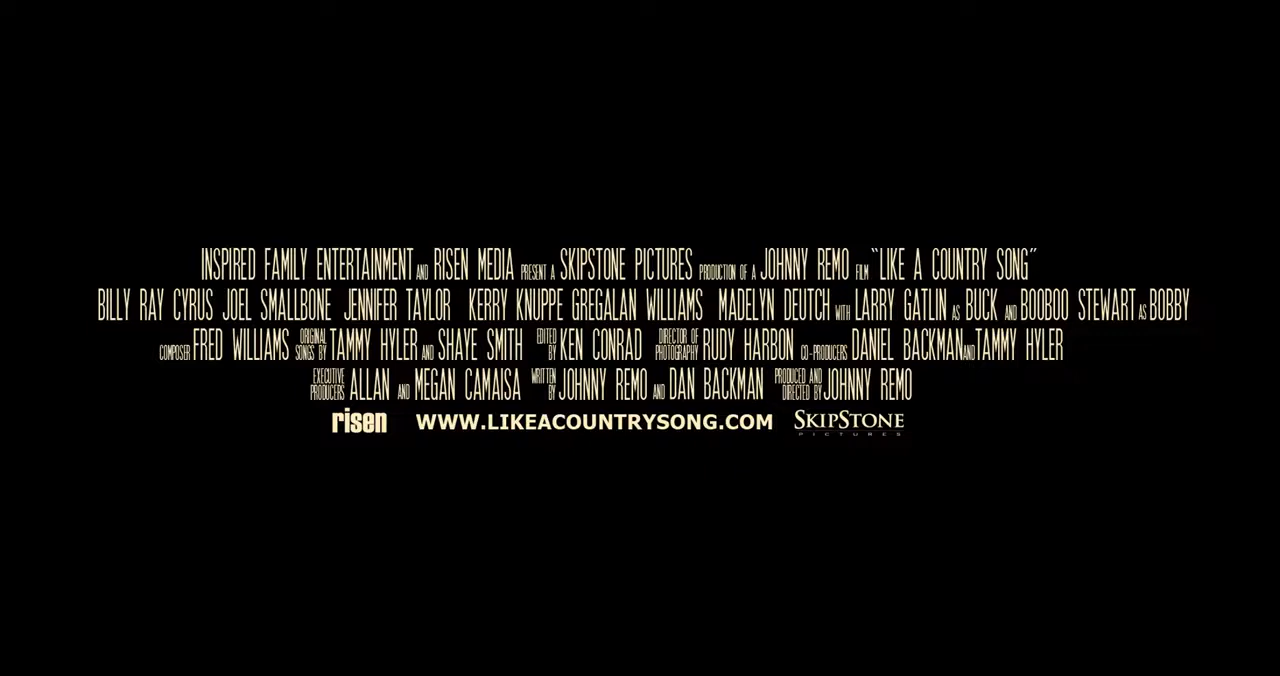 INSPIRED FAMILY ENTERTAINMENT AND RISEN MEDIA PRESENT A SKIPSTONE PICTURES PRODUCTION OF A JOHNNY REMO FILM "LIKE A COUNTRY SONG"
BILLY RAY CYRUS JOEL SMALLBONE JENNIFER TAYLOR KERRY KNUPPE GREGALAN WILLIAMS MADELYN DEUTCH WITH LARRY GATLIN AS BUCK AND BOOBOO STEWART AS BOBBY
COMPOSER FRED WILLIAMS ORIGINAL SONGS BY TAMMY HYLER AND SHAYE SMITH EDITED BY KEN CONRAD DIRECTOR OF PHOTOGRAPHY RUDY HARBON CO-PRODUCERS DANIEL BACKMAN AND TAMMY HYLER
EXECUTIVE PRODUCERS ALLAN AND MEGAN CAMAISA WRITTEN BY JOHNNY REMO AND DAN BACKMAN PRODUCED AND DIRECTED BY JOHNNY REMO
risen WWW.LIKEACOUNTRYSONG.COM SKIPSTONE PICTURES